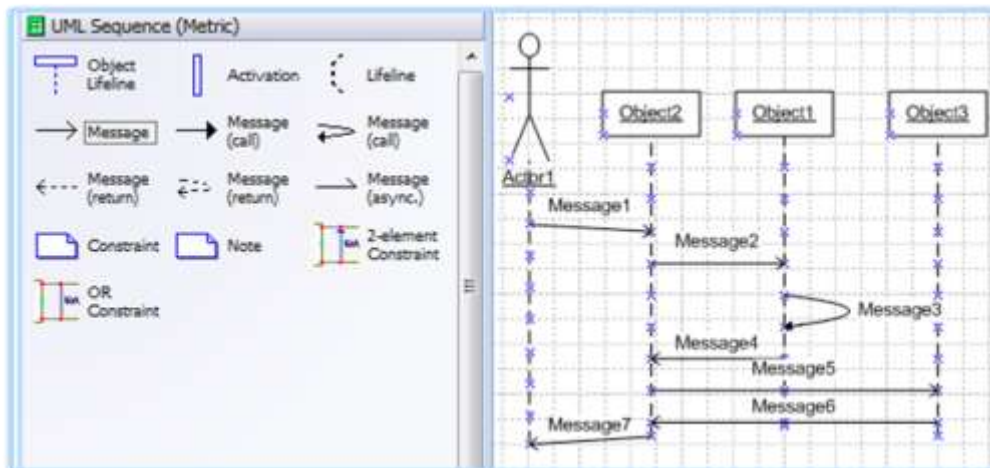 UML Sequence (Metric)
Object
Lifeline
Activation
Lifeline
Message
Message
(call)
Message
(call)
Message
(return)
Message
(return)
Message
(async.)
Constraint
Note
2-element
Constraint
OR
Constraint
Actor1
Object2
Object1
Object3
Message1
Message2
Message3
Message4
Message5
Message6
Message7